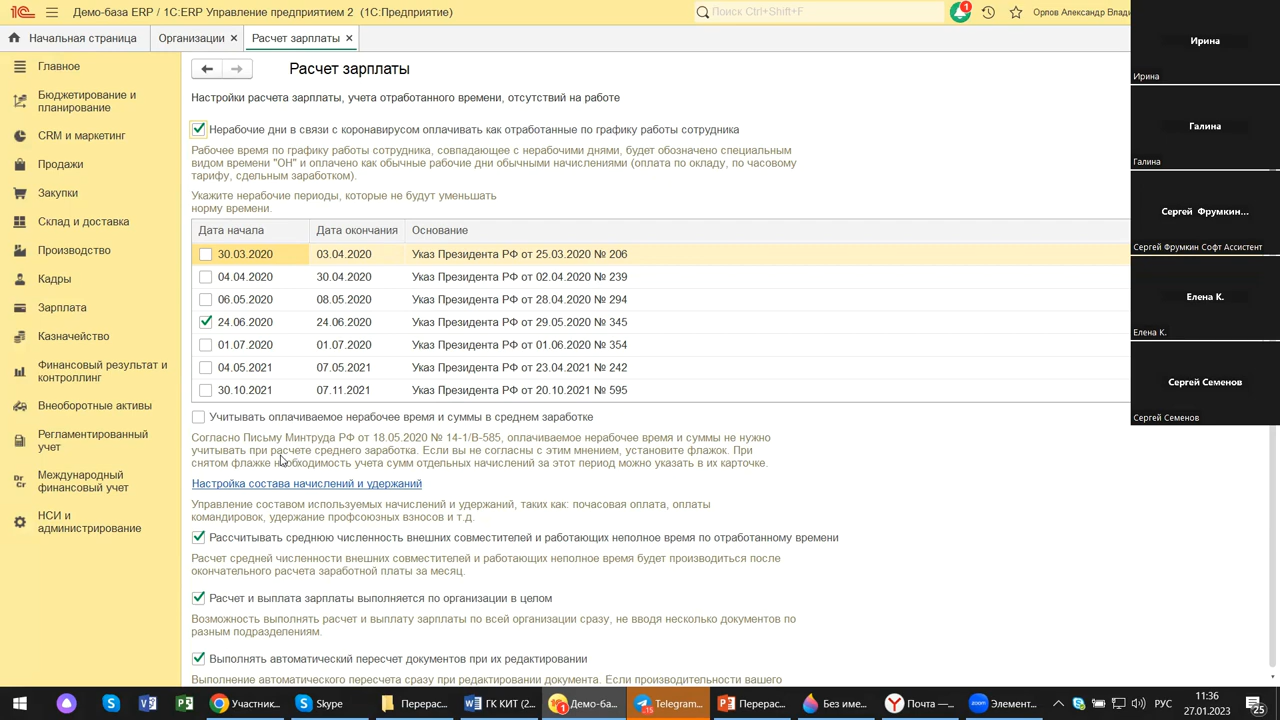 Демо-база ERP / 1С:ERP Управление предприятием 2 (1С:Предприятие)
Поиск Ctrl+Shift+F
1
Орлов Александр Влади
Начальная страница
Организации ×
Расчет зарплаты ×
Главное
Бюджетирование и
планирование
CRM и маркетинг
Продажи
Закупки
Склад и доставка
Производство
Кадры
Зарплата
Казначейство
Финансовый результат и
контроллинг
Внеоборотные активы
Регламентированный
учет
Dr
Cr
Международный
финансовый учет
НСИ и
администрирование
Расчет зарплаты
Настройки расчета зарплаты, учета отработанного времени, отсутствий на работе
Нерабочие дни в связи с коронавирусом оплачивать как отработанные по графику работы сотрудника
Рабочее время по графику работы сотрудника, совпадающее с нерабочими днями, будет обозначено специальным
видом времени "ОН" и оплачено как обычные рабочие дни обычными начислениями (оплата по окладу, по часовому
тарифу, сдельным заработком).
Укажите нерабочие периоды, которые не будут уменьшать
норму времени.
Дата начала Дата окончания Основание
30.03.2020 03.04.2020 Указ Президента РФ от 25.03.2020 № 206
04.04.2020 30.04.2020 Указ Президента РФ от 02.04.2020 № 239
06.05.2020 08.05.2020 Указ Президента РФ от 28.04.2020 № 294
24.06.2020 24.06.2020 Указ Президента РФ от 29.05.2020 № 345
01.07.2020 01.07.2020 Указ Президента РФ от 01.06.2020 № 354
04.05.2021 07.05.2021 Указ Президента РФ от 23.04.2021 № 242
30.10.2021 07.11.2021 Указ Президента РФ от 20.10.2021 № 595
Учитывать оплачиваемое нерабочее время и суммы в среднем заработке
Согласно Письму Минтруда РФ от 18.05.2020 № 14-1/В-585, оплачиваемое нерабочее время и суммы не нужно
учитывать при расчете среднего заработка. Если вы не согласны с этим мнением, установите флажок. При
снятом флажке необходимость учета сумм отдельных начислений за этот период можно указать в их карточке.
Настройка состава начислений и удержаний
Управление составом используемых начислений и удержаний, таких как: почасовая оплата, оплаты
командировок, удержание профсоюзных взносов и т.д.
Рассчитывать среднюю численность внешних совместителей и работающих неполное время по отработанному времени
Расчет средней численности внешних совместителей и работающих неполное время будет производиться после
окончательного расчета заработной платы за месяц.
Расчет и выплата зарплаты выполняется по организации в целом
Возможность выполнять расчет и выплату зарплаты по всей организации сразу, не вводя несколько документов по
разным подразделениям.
Выполнять автоматический пересчет документов при их редактировании
Выполнение автоматического пересчета сразу при редактировании документа. Если производительности вашего
Ирина
Ирина
Галина
Галина
Сергей Фрумкин...
Сергей Фрумкин Софт Ассистент
Елена К.
Елена К.
Сергей Семенов
Сергей Семенов
Участник...
Skype
Перерас...
ГК КИТ (2...
Демо-ба...
Telegram...
Перерас...
Без име...
Почта —...
Элемент...
РУС
11:36
27.01.2023
25